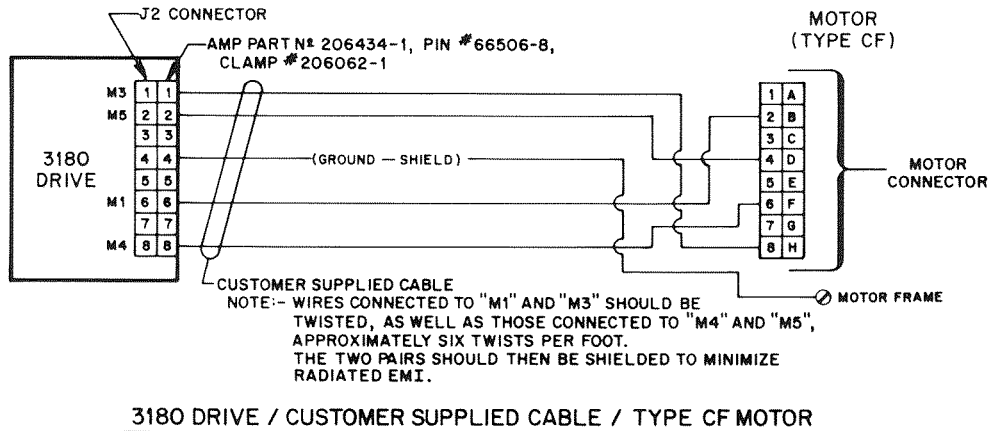 J2 CONNECTOR
AMP PART Nº 206434-1, PIN #66506-8,
CLAMP #206062-1
MOTOR
(TYPE CF)
3180
DRIVE
M3 1 1
M5 2 2
3 3
4 4
5 5
M1 6 6
7 7
M4 8 8
(GROUND — SHIELD)
1 A
2 B
3 C
4 D
5 E
6 F
7 G
8 H
MOTOR
CONNECTOR
MOTOR FRAME
CUSTOMER SUPPLIED CABLE
NOTE:- WIRES CONNECTED TO "M1" AND "M3" SHOULD BE
TWISTED, AS WELL AS THOSE CONNECTED TO "M4" AND "M5",
APPROXIMATELY SIX TWISTS PER FOOT.
THE TWO PAIRS SHOULD THEN BE SHIELDED TO MINIMIZE
RADIATED EMI.
3180 DRIVE / CUSTOMER SUPPLIED CABLE / TYPE CF MOTOR